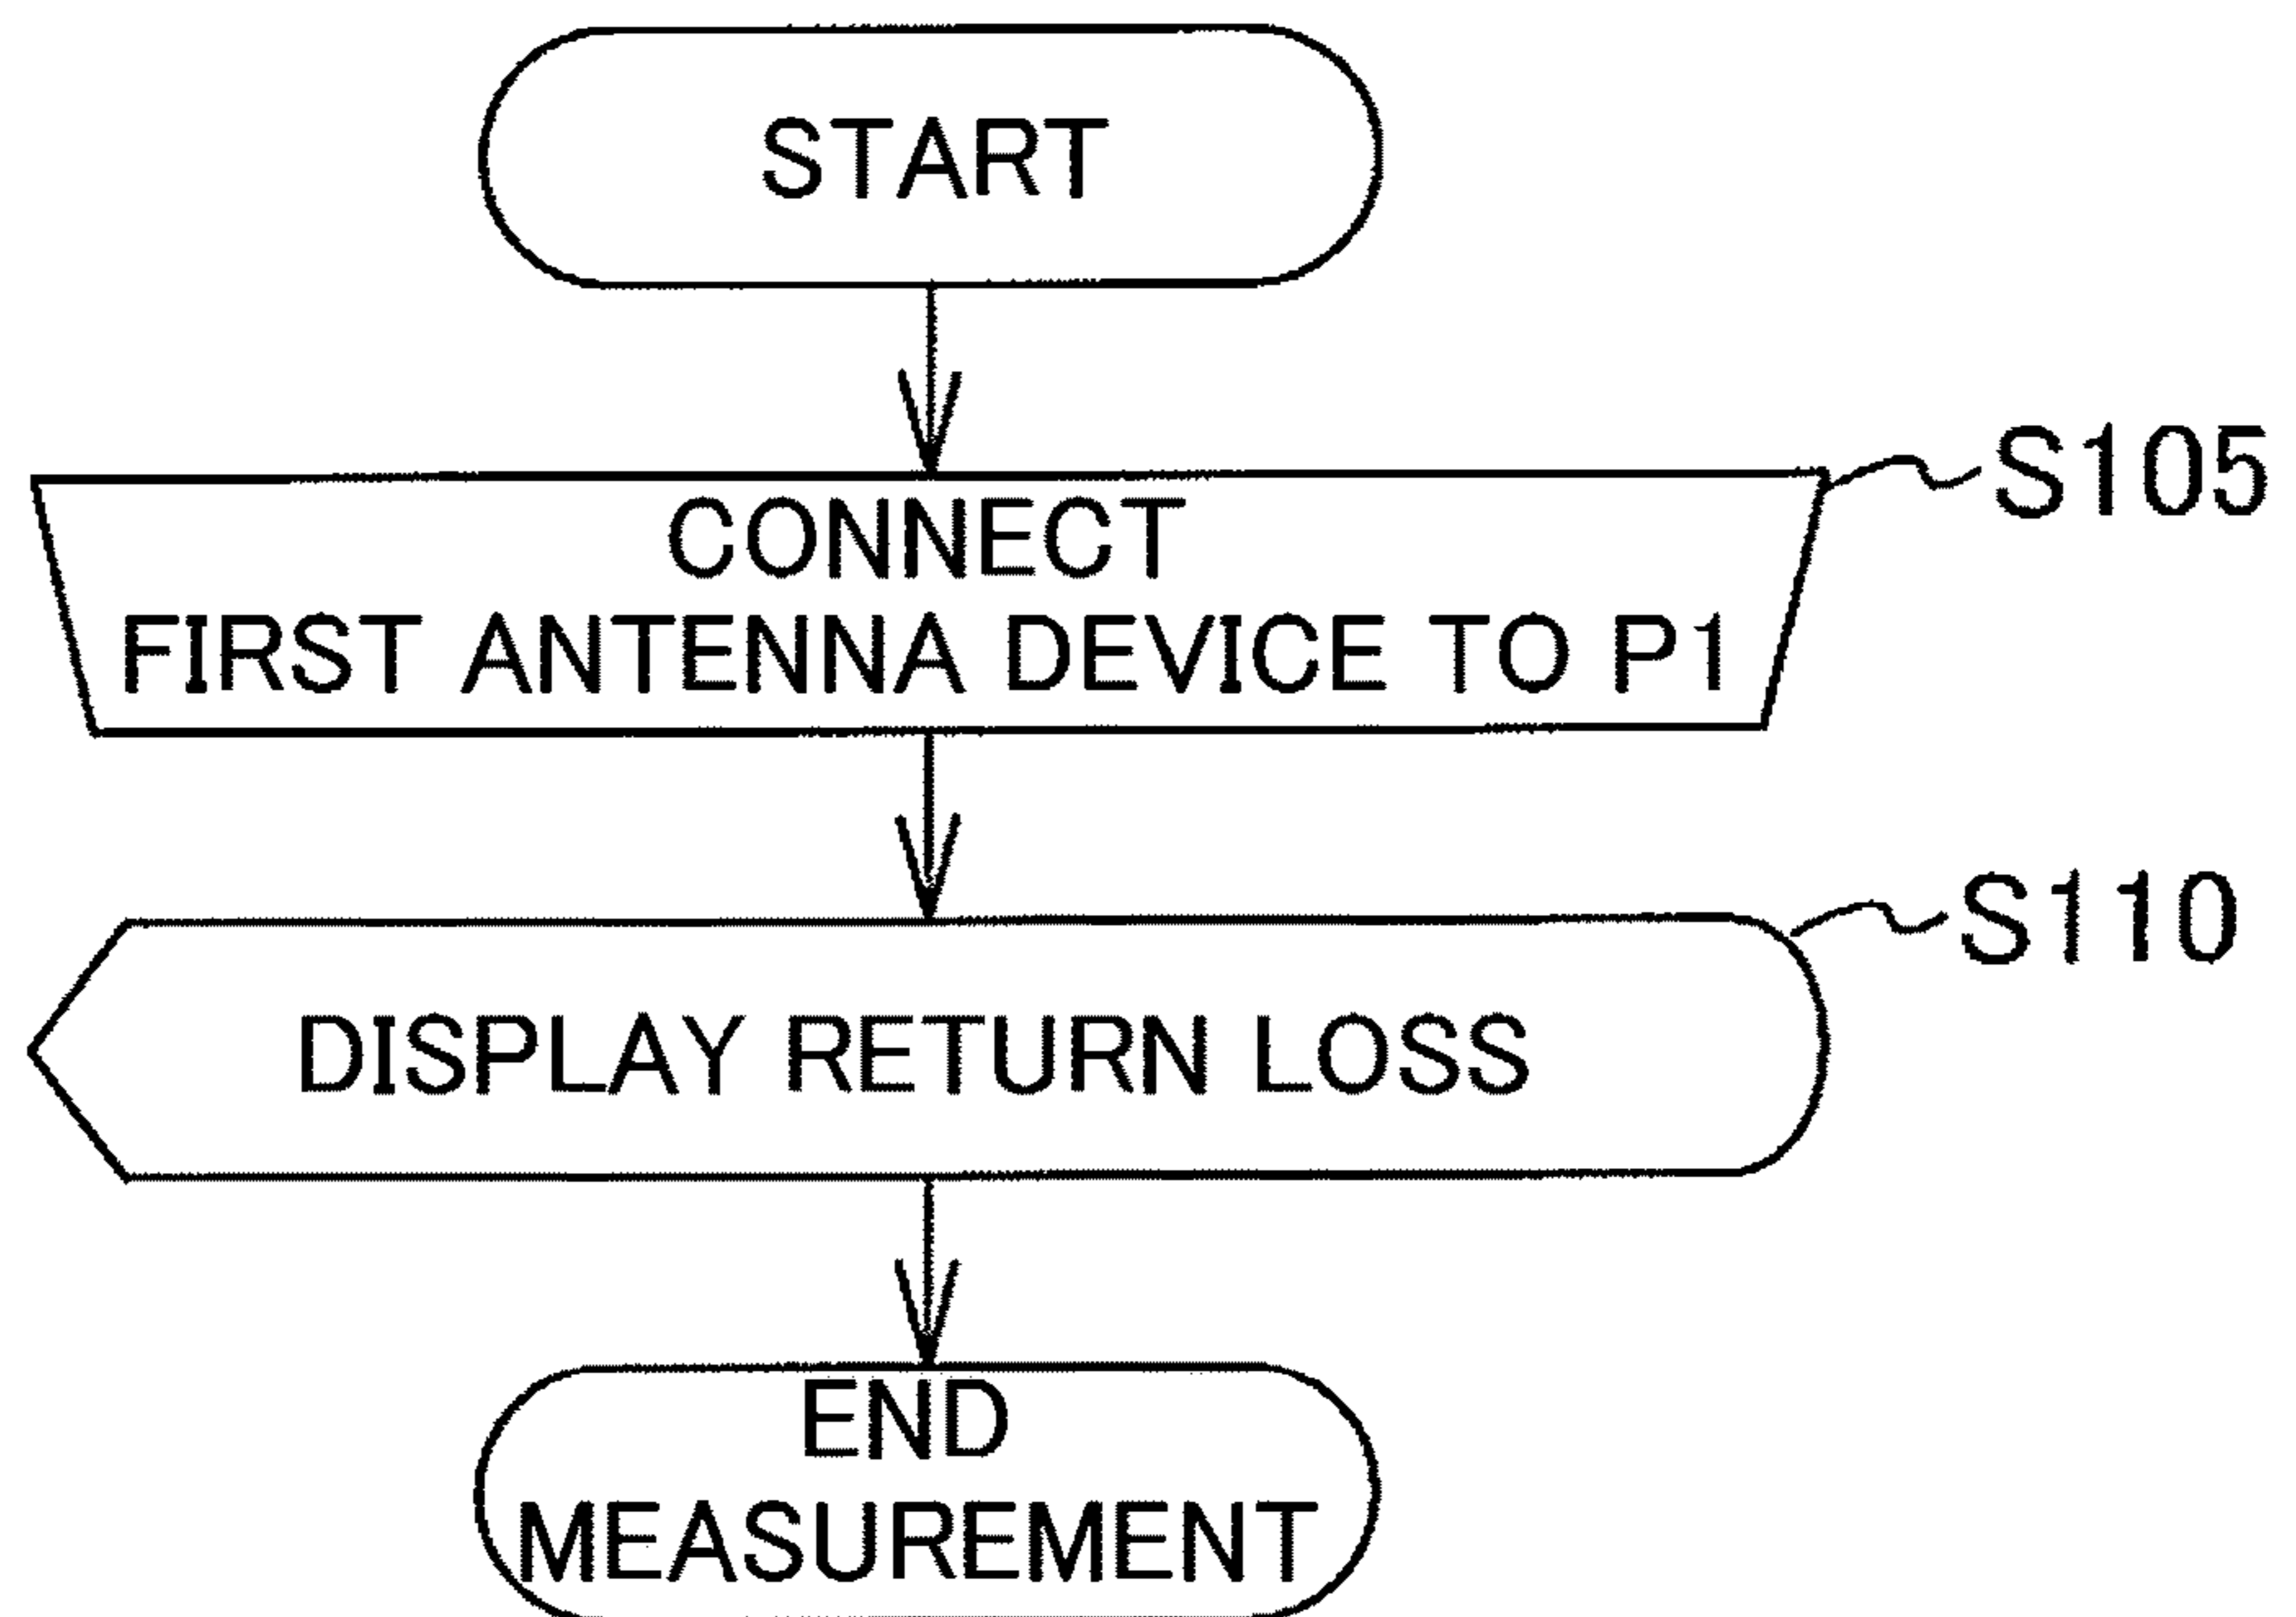 START
S105
CONNECT
FIRST ANTENNA DEVICE TO P1
S110
DISPLAY RETURN LOSS
END
MEASUREMENT